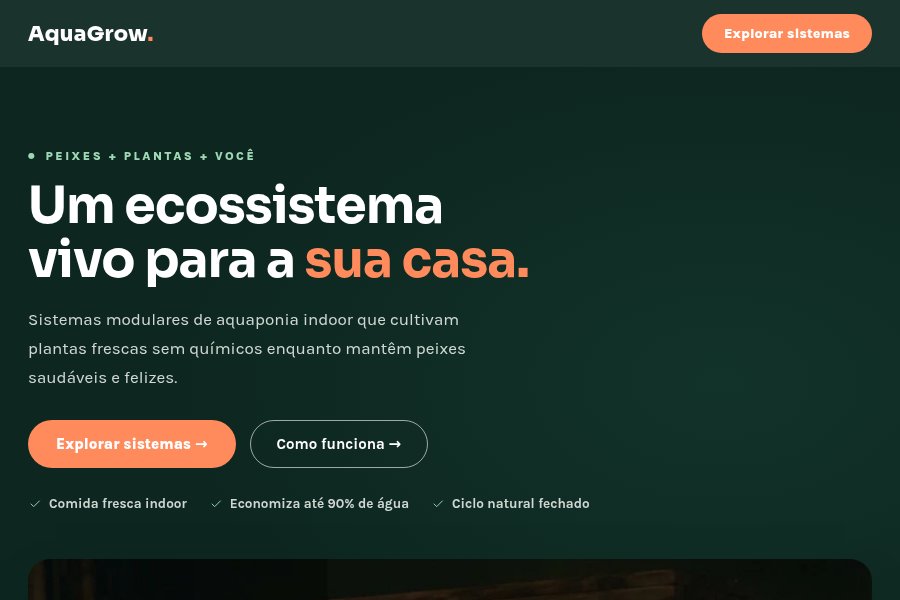 AquaGrow.
Explorar sistemas
PEIXES + PLANTAS + VOCÊ
Um ecossistema
vivo para a sua casa.
Sistemas modulares de aquaponia indoor que cultivam
plantas frescas sem químicos enquanto mantêm peixes
saudáveis e felizes.
Explorar sistemas →
Como funciona →
✓ Comida fresca indoor
✓ Economiza até 90% de água
✓ Ciclo natural fechado